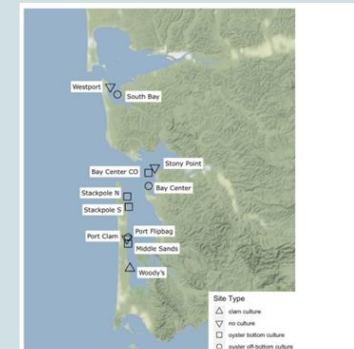 Westport
South Bay
Stony Point
Bay Center CO
Bay Center
Stackpole N
Stackpole S
Port Flipbag
Port Clam
Middle Sands
Woody's
Site Type
clam culture
no culture
oyster bottom culture
oyster off-bottom culture